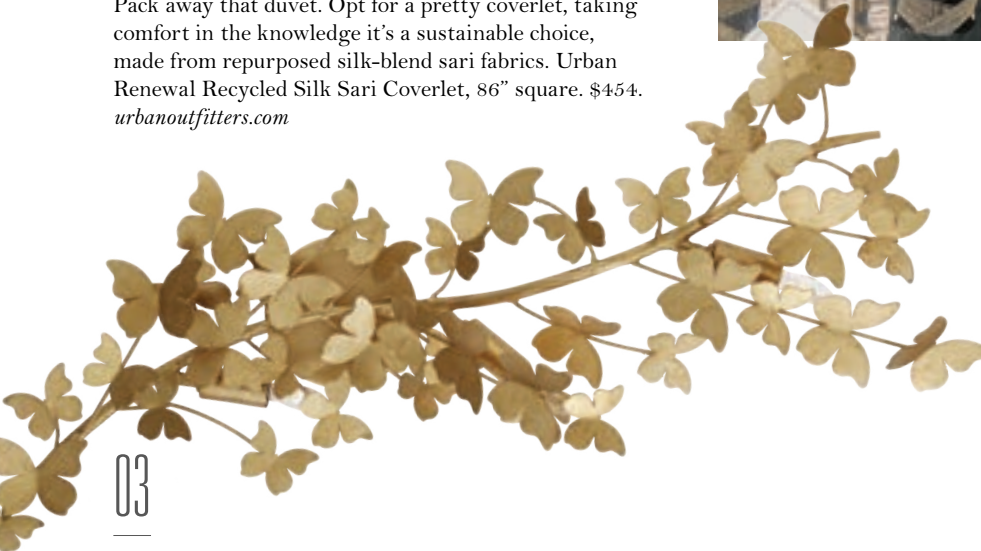 Pack away that duvet. Opt for a pretty coverlet, taking
comfort in the knowledge it’s a sustainable choice,
made from repurposed silk-blend sari fabrics. Urban
Renewal Recycled Silk Sari Coverlet, 86” square. $454.
urbanoutfitters.com
03